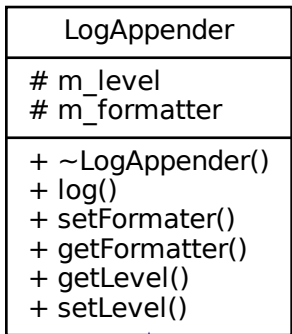 LogAppender
# m_level
# m_formatter
+ ~LogAppender()
+ log()
+ setFormater()
+ getFormatter()
+ getLevel()
+ setLevel()